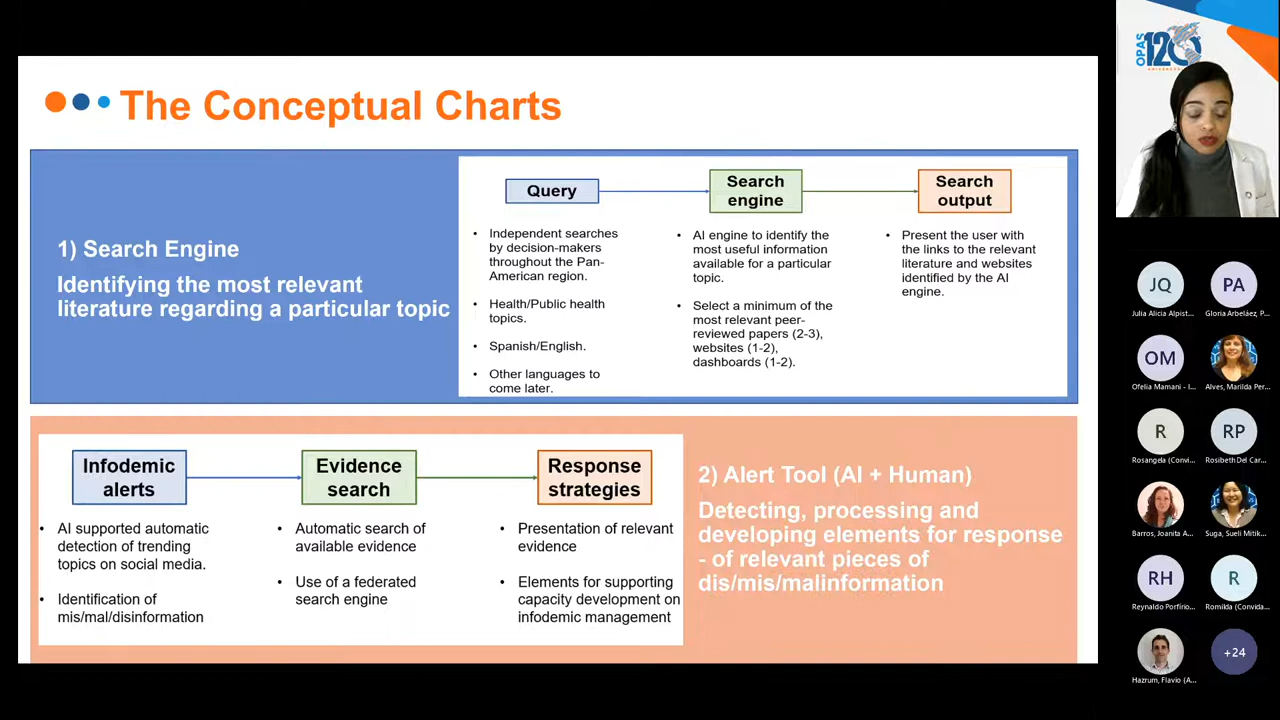 The Conceptual Charts
1) Search Engine
Identifying the most relevant
literature regarding a particular topic
Query
• Independent searches
by decision-makers
throughout the Pan-
American region.
• Health/Public health
topics.
• Spanish/English.
• Other languages to
come later.
Search
engine
• AI engine to identify the
most useful information
available for a particular
topic.
• Select a minimum of the
most relevant peer-
reviewed papers (2-3),
websites (1-2),
dashboards (1-2).
Search
output
• Present the user with
the links to the relevant
literature and websites
identified by the AI
engine.
Infodemic
alerts
• AI supported automatic
detection of trending
topics on social media.
• Identification of
mis/mal/disinformation
Evidence
search
• Automatic search of
available evidence
• Use of a federated
search engine
Response
strategies
• Presentation of relevant
evidence
• Elements for supporting
capacity development on
infodemic management
2) Alert Tool (AI + Human)
Detecting, processing and
developing elements for response
- of relevant pieces of
dis/mis/malinformation
OPAS
120
JQ
Julia Alicia Alpist...
PA
Gloria Arbeláez, P...
OM
Ofelia Mamani - I...
Alves, Marilda Per...
R
Rosangela (Convi...
RP
Rosibeth Del Car...
Barros, Joanita A...
Suga, Sueli Mitik...
RH
Reynaldo Porfirio...
R
Romilda (Convida...
Hazrum, Flavio (A...
+24